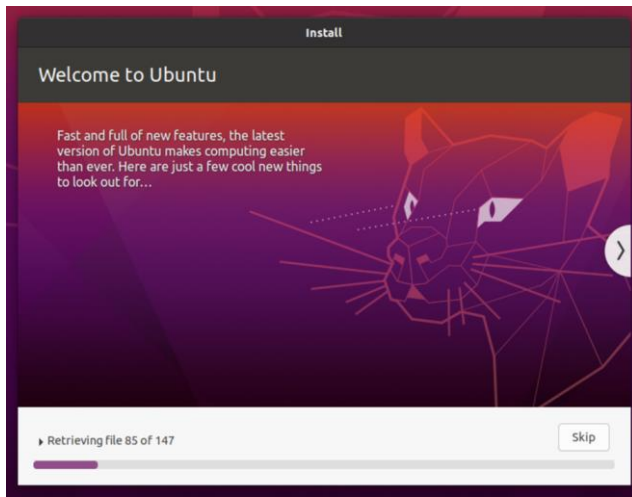 Install
Welcome to Ubuntu
Fast and full of new features, the latest
version of Ubuntu makes computing easier
than ever. Here are just a few cool new things
to look out for...
Retrieving file 85 of 147
Skip